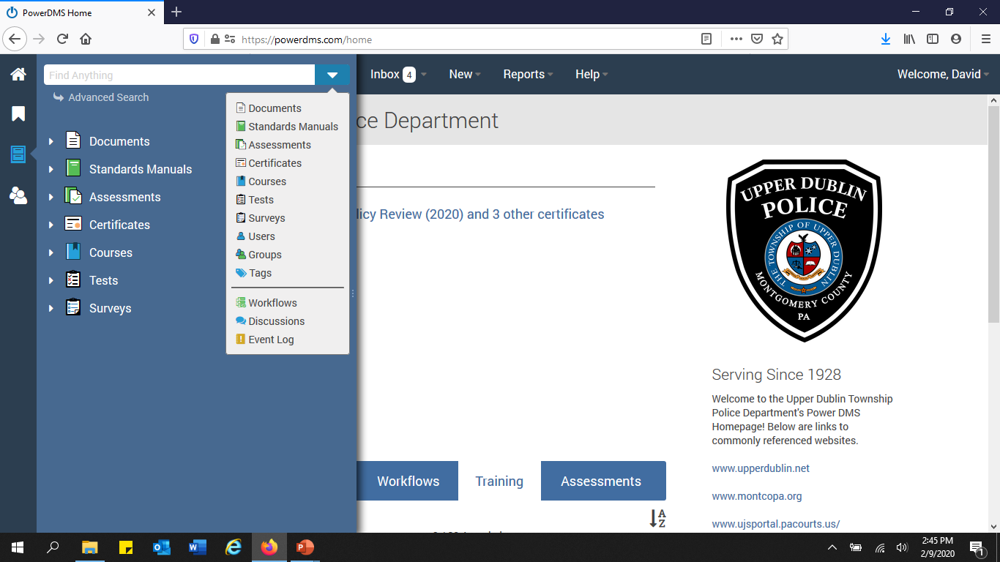 PowerDMS Home
https://powerdms.com/home
Find Anything
Advanced Search
Documents
Standards Manuals
Assessments
Certificates
Courses
Tests
Surveys
Documents
Standards Manuals
Assessments
Certificates
Courses
Tests
Surveys
Users
Groups
Tags
Workflows
Discussions
Event Log
Inbox 4
New
Reports
Help
Welcome, David
ce Department
licy Review (2020) and 3 other certificates
Workflows
Training
Assessments
A
Z
UPPER DUBLIN
POLICE
THE TOWNSHIP OF UPPER DUBLIN
MONTGOMERY COUNTY
PA
Serving Since 1928
Welcome to the Upper Dublin Township
Police Department's Power DMS
Homepage! Below are links to
commonly referenced websites.
www.upperdublin.net
www.montcopa.org
www.ujsportal.pacourts.us/
2:45 PM
2/9/2020
1